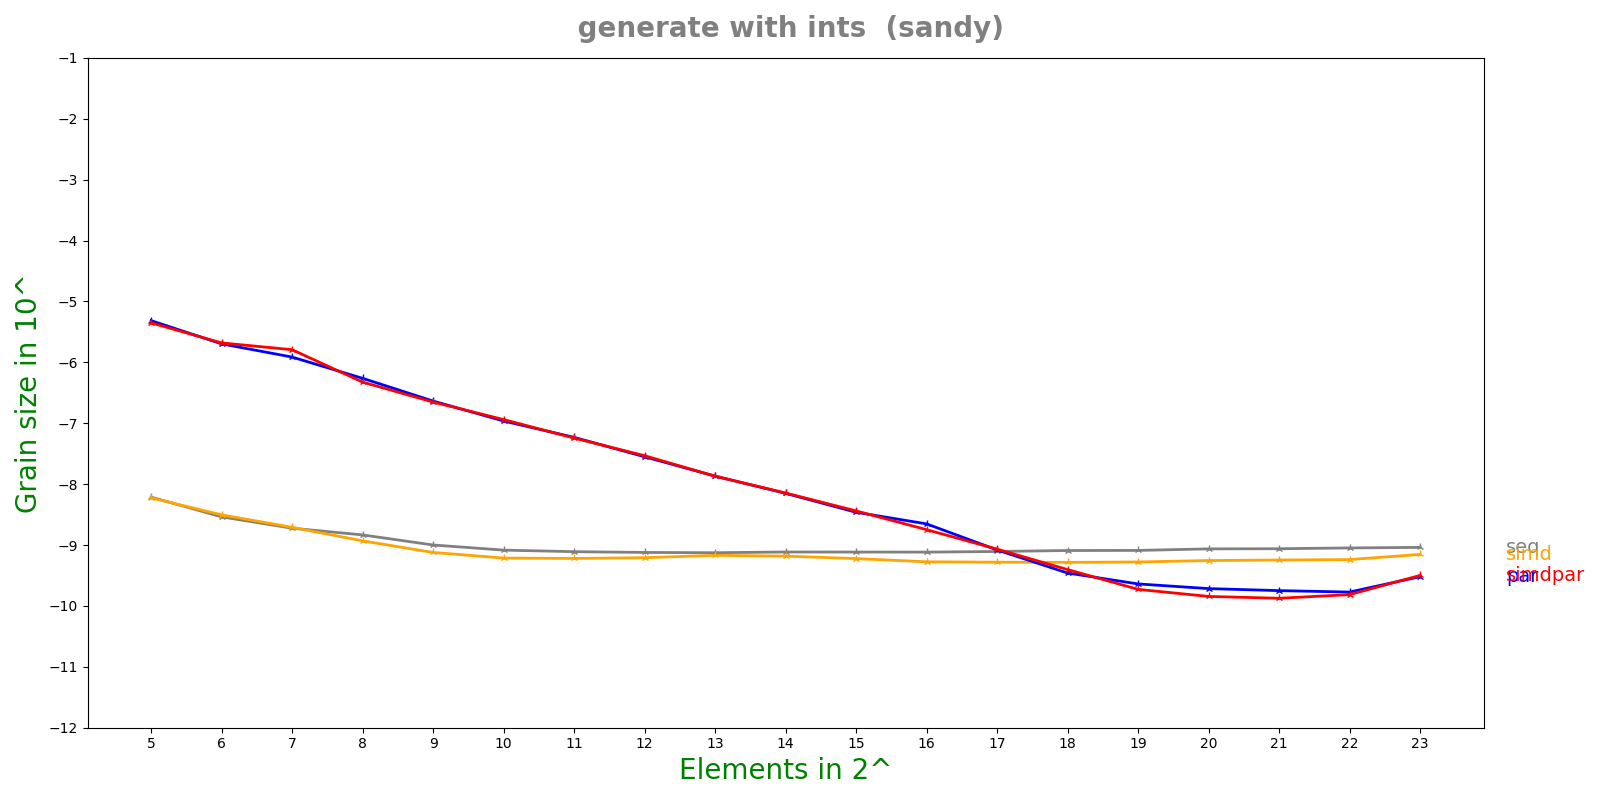 generate with ints  (sandy)
Grain size in 10^
−1
−2
−3
−4
−5
−6
−7
−8
−9
−10
−11
−12
seq
simd
simdpar
par
5 6 7 8 9 10 11 12 13 14 15 16 17 18 19 20 21 22 23
Elements in 2^